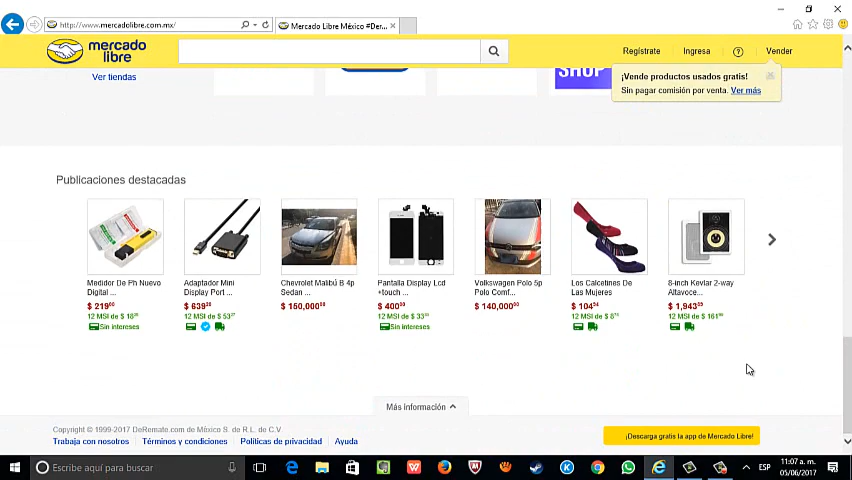 http://www.mercadolibre.com.mx/
Mercado Libre México #Der...
mercado
libre
Regístrate
Ingresa
Vender
¡Vende productos usados gratis!
Sin pagar comisión por venta. Ver más
Ver tiendas
SHOP
Publicaciones destacadas
Medidor De Ph Nuevo
Digital ...
$ 219
12 MSI de $ 18
Sin intereses
Adaptador Mini
Display Port ...
$ 639
12 MSI de $ 53
Chevrolet Malibú B 4p
Sedan ...
$ 150,000
Pantalla Display Lcd
+touch ...
$ 400
12 MSI de $ 33
Sin intereses
Volkswagen Polo 5p
Polo Comf...
$ 140,000
Los Calcetines De
Las Mujeres
$ 104
12 MSI de $ 8
8-inch Kevlar 2-way
Altavoce...
$ 1,943
12 MSI de $ 161
Más información
Copyright © 1999-2017 DeRemate.com de México S. de R.L. de C.V.
Trabaja con nosotros
Términos y condiciones
Políticas de privacidad
Ayuda
¡Descarga gratis la app de Mercado Libre!
Escribe aquí para buscar
ESP
11:07 a. m.
05/06/2017